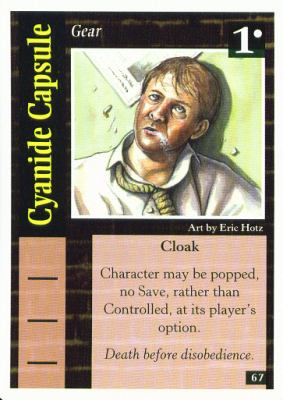 Cyanide Capsule
Gear
1
Art by Eric Hotz
Cloak
Character may be popped,
no Save, rather than
Controlled, at its player's
option.
Death before disobedience.
67